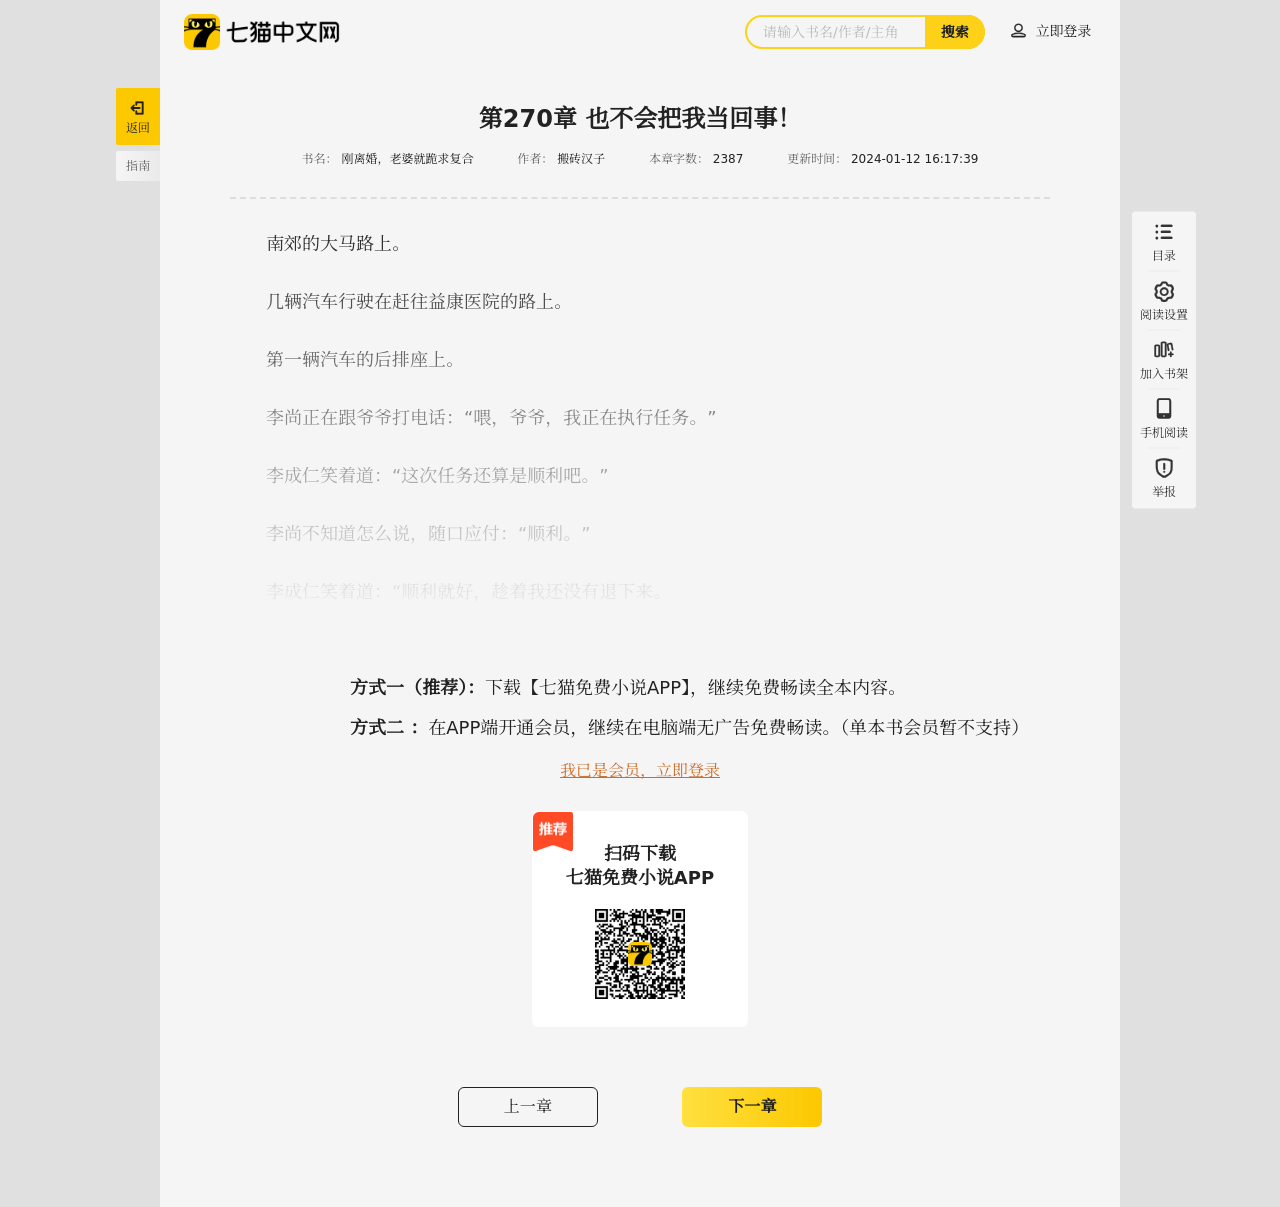 七猫中文网
请输入书名/作者/主角
搜索
立即登录
返回
指南
第270章 也不会把我当回事！
书名： 刚离婚，老婆就跪求复合 作者： 搬砖汉子 本章字数： 2387 更新时间： 2024-01-12 16:17:39
南郊的大马路上。
几辆汽车行驶在赶往益康医院的路上。
第一辆汽车的后排座上。
李尚正在跟爷爷打电话：“喂，爷爷，我正在执行任务。”
李成仁笑着道：“这次任务还算是顺利吧。”
李尚不知道怎么说，随口应付：“顺利。”
李成仁笑着道：“顺利就好，趁着我还没有退下来。
目录
阅读设置
加入书架
手机阅读
举报
方式一（推荐）：下载【七猫免费小说APP】，继续免费畅读全本内容。
方式二 ：在APP端开通会员，继续在电脑端无广告免费畅读。（单本书会员暂不支持）
我已是会员，立即登录
推荐
扫码下载
七猫免费小说APP
上一章
下一章